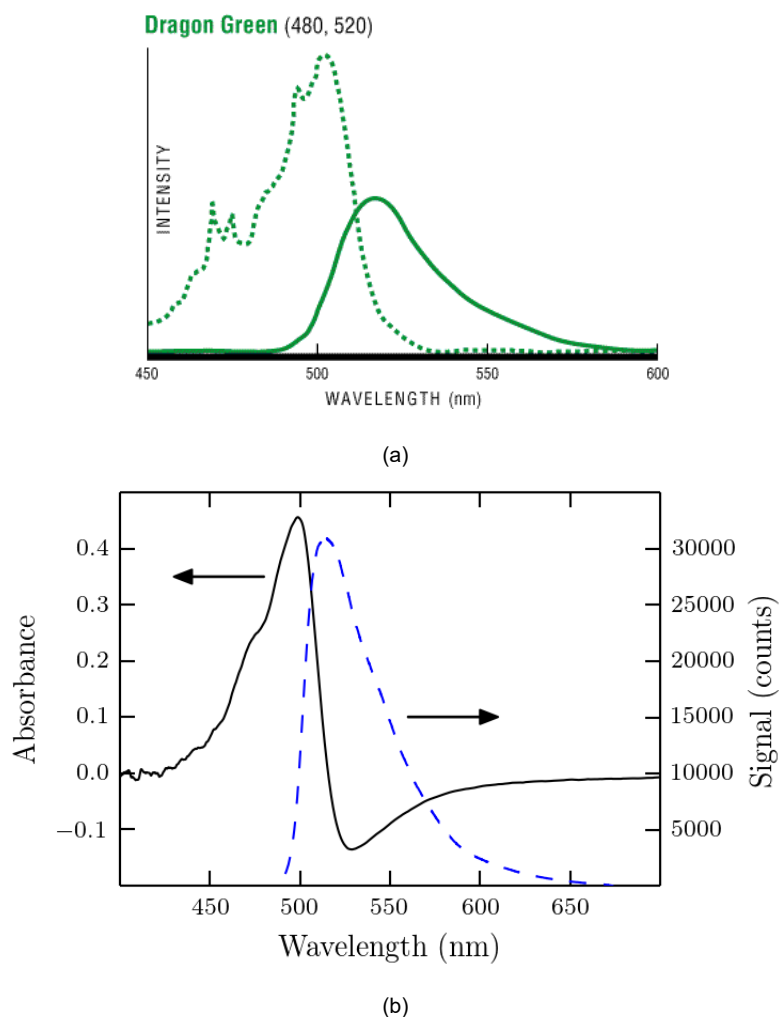 Dragon Green (480, 520)
INTENSITY
450 500 550 600
WAVELENGTH (nm)
(a)
Absorbance
0.4
0.3
0.2
0.1
0.0
−0.1
30000
25000
20000
15000
10000
5000
Signal (counts)
450 500 550 600 650
Wavelength (nm)
(b)